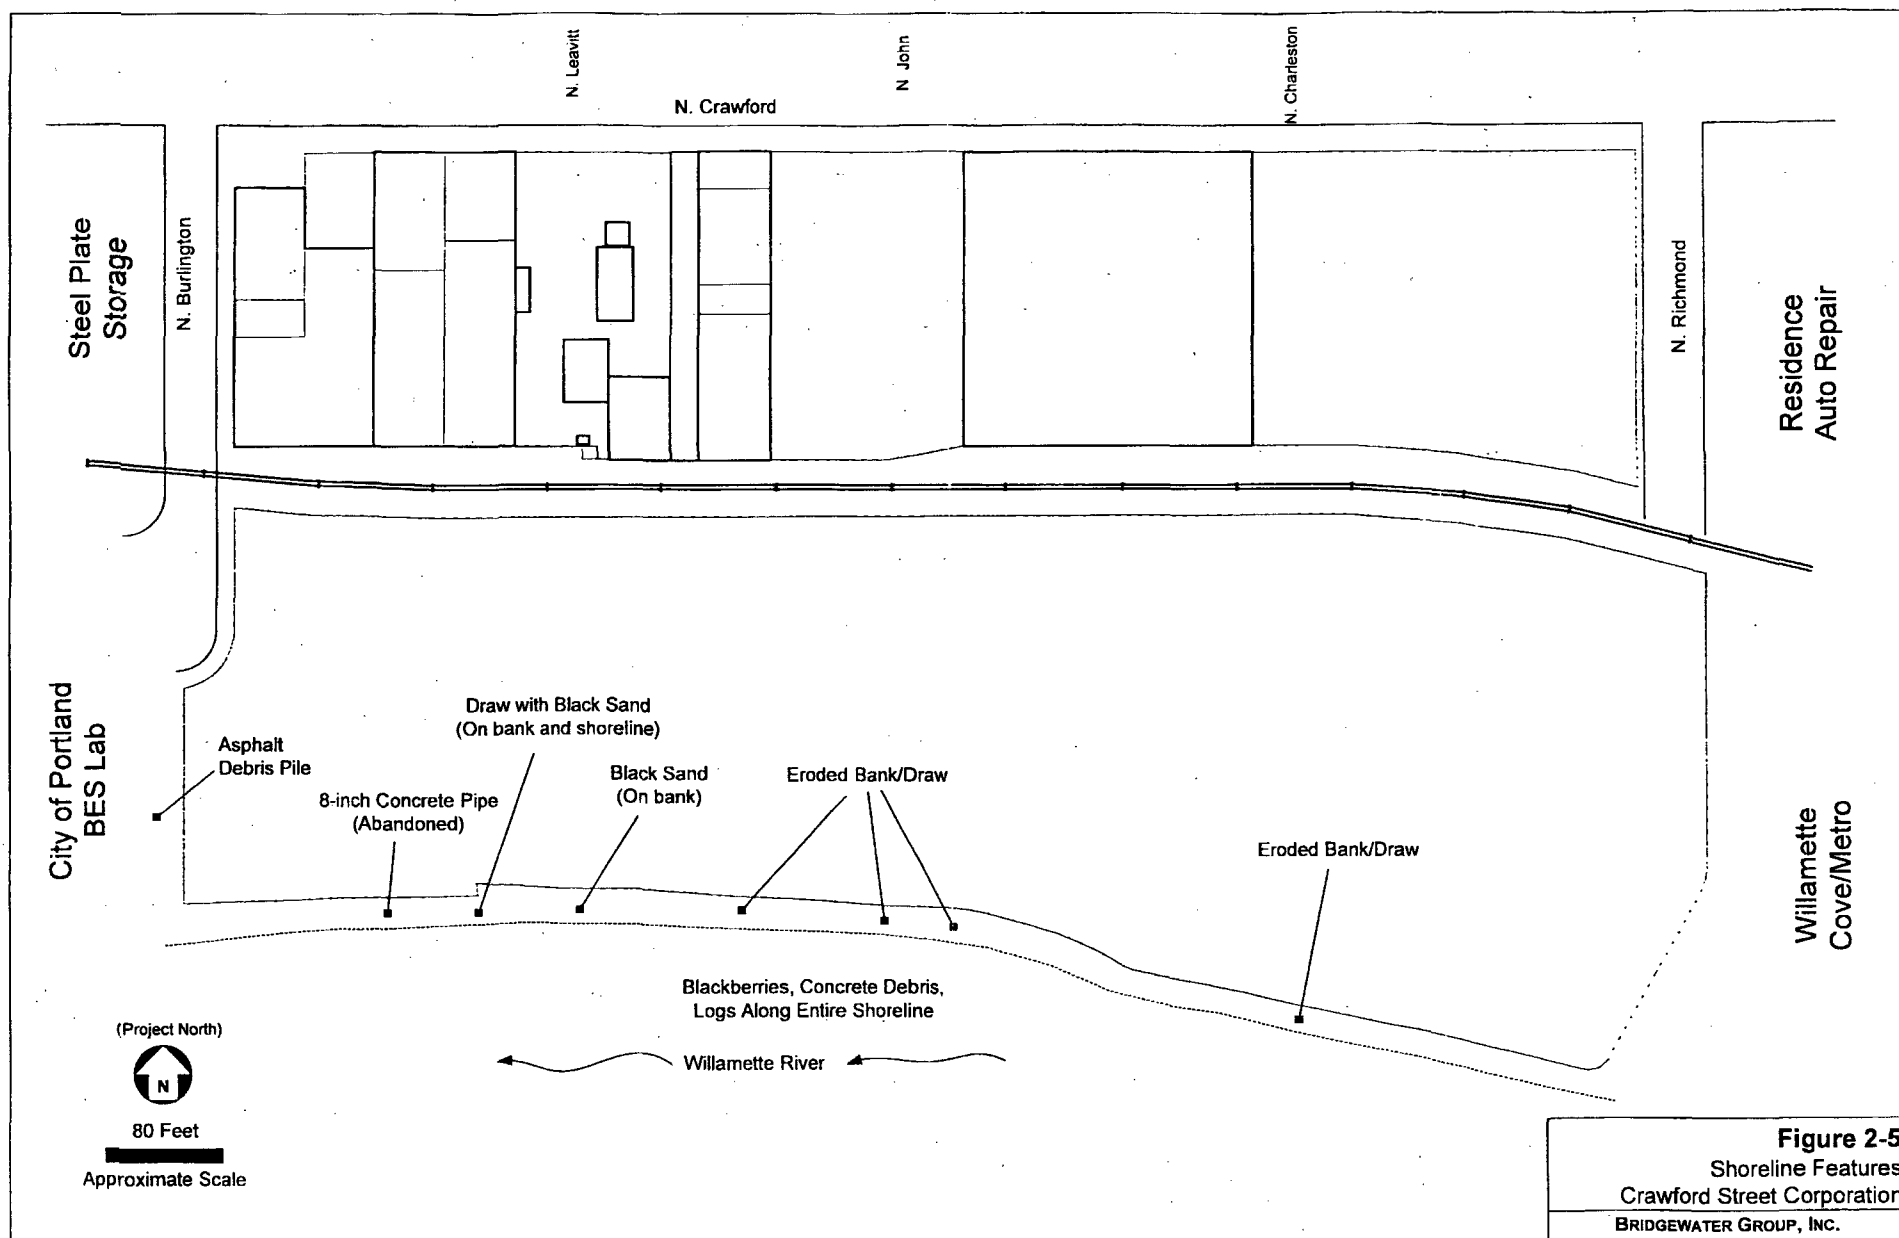 N. Leavitt
N John
N. Charleston
N. Crawford
Steel Plate
Storage
N. Burlington
N. Richmond
Residence
Auto Repair
City of Portland
BES Lab
Asphalt
Debris Pile
Draw with Black Sand
(On bank and shoreline)
8-inch Concrete Pipe
(Abandoned)
Black Sand
(On bank)
Eroded Bank/Draw
Eroded Bank/Draw
Willamette
Cove/Metro
Blackberries, Concrete Debris,
Logs Along Entire Shoreline
Willamette River
(Project North)
N
80 Feet
Approximate Scale
Figure 2-5
Shoreline Features
Crawford Street Corporation
BRIDGEWATER GROUP, INC.